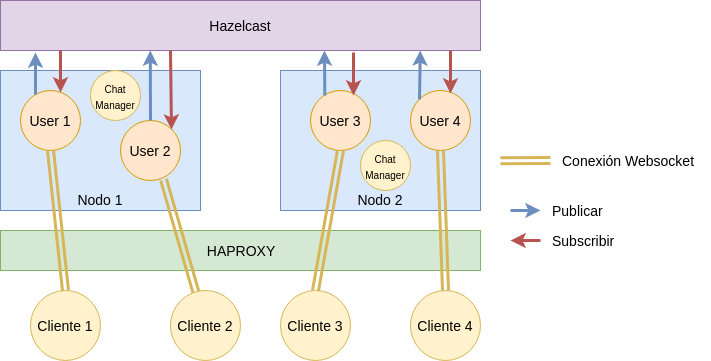 Hazelcast
Chat
Manager
User 1
User 2
Nodo 1
User 3
User 4
Chat
Manager
Nodo 2
Conexión Websocket
Publicar
Subscribir
HAPROXY
Cliente 1
Cliente 2
Cliente 3
Cliente 4